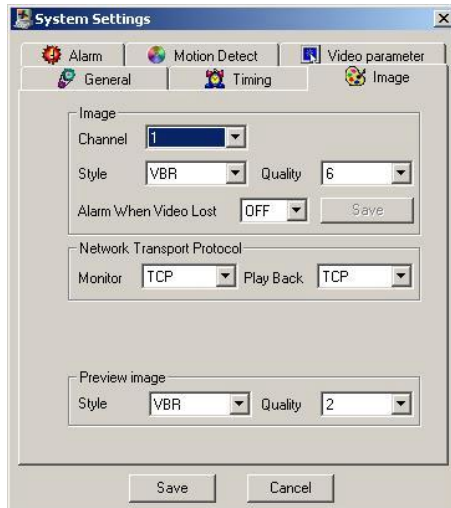 System Settings
Alarm Motion Detect Video parameter
General Timing Image
Image
Channel 1
Style VBR Quality 6
Alarm When Video Lost OFF Save
Network Transport Protocol
Monitor TCP Play Back TCP
Preview image
Style VBR Quality 2
Save Cancel